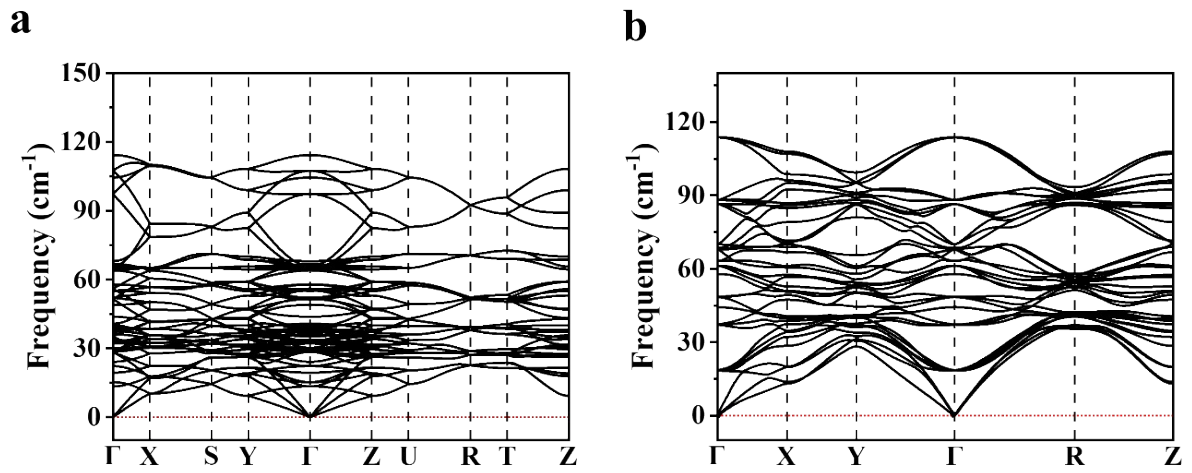 a
b
150
120
90
60
30
0
Frequency (cm⁻¹)
Γ X S Y Γ Z U R T Z
120
90
60
30
0
Frequency (cm⁻¹)
Γ X Y Γ R Z